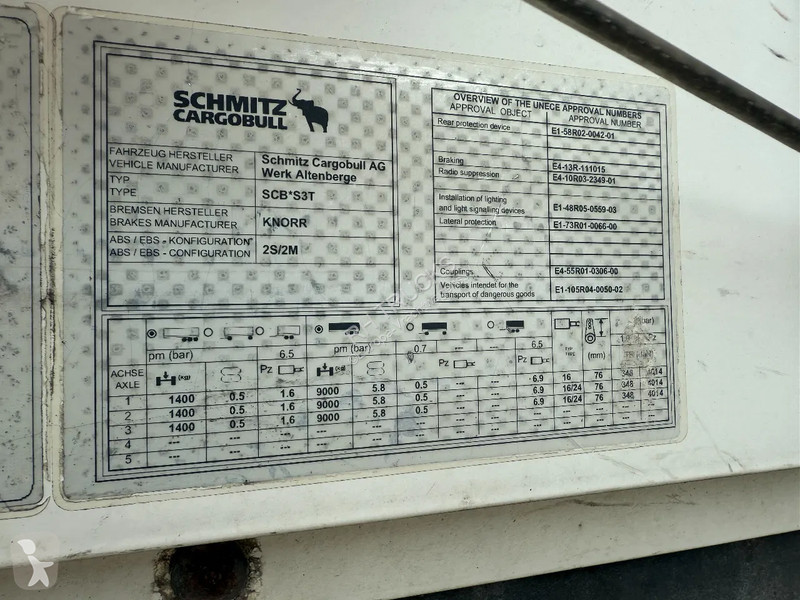 SCHMITZ
CARGOBULL
FAHRZEUG HERSTELLER
VEHICLE MANUFACTURER
Schmitz Cargobull AG
Werk Altenberge
TYP
TYPE
SCB*S3T
BREMSEN HERSTELLER
BRAKES MANUFACTURER
KNORR
ABS / EBS - KONFIGURATION
ABS / EBS - CONFIGURATION
2S/2M
OVERVIEW OF THE UNECE APPROVAL NUMBERS
APPROVAL OBJECT APPROVAL NUMBER
Rear protection device E1-58R02-0042-01
Braking E4-13R-111015
Radio suppression E4-10R03-2349-01
Installation of lighting
and light signalling devices E1-48R05-0559-03
Lateral protection E1-73R01-0066-00
Couplings E4-55R01-0306-00
Vehicles intendet for the
transport of dangerous goods E1-105R04-0050-02
pm (bar) 6.5 pm (bar) 0.7 --- --- 6.5
ACHSE
AXLE
Pz Pz (mm)
1 1400 0.5 1.6 9000 5.8 0.5 --- --- 6.9 16 76 348 4014
2 1400 0.5 1.6 9000 5.8 0.5 --- --- 6.9 16/24 76 348 4014
3 1400 0.5 1.6 9000 5.8 0.5 --- --- 6.9 16/24 76 348 4014
4 --- --- --- --- --- --- --- --- --- --- --- --- ---
5 --- --- --- --- --- --- --- --- --- --- --- --- ---